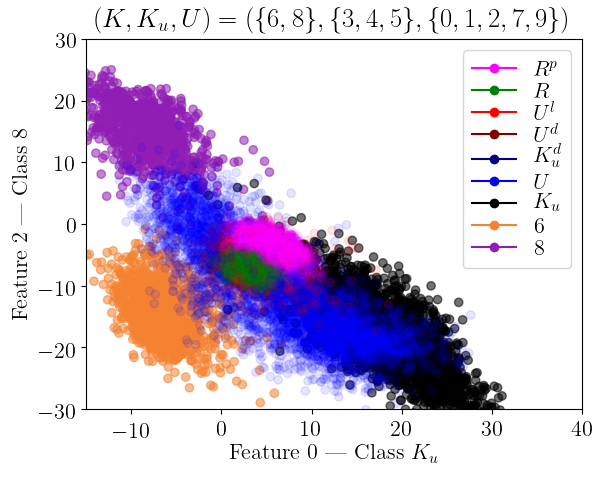 (K, K_u, U) = ({6, 8}, {3, 4, 5}, {0, 1, 2, 7, 9})
30
20
10
0
−10
−20
−30
Feature 2 — Class 8
R^p
R
U^l
U^d
K_u^d
U
K_u
6
8
−10 0 10 20 30 40
Feature 0 — Class K_u